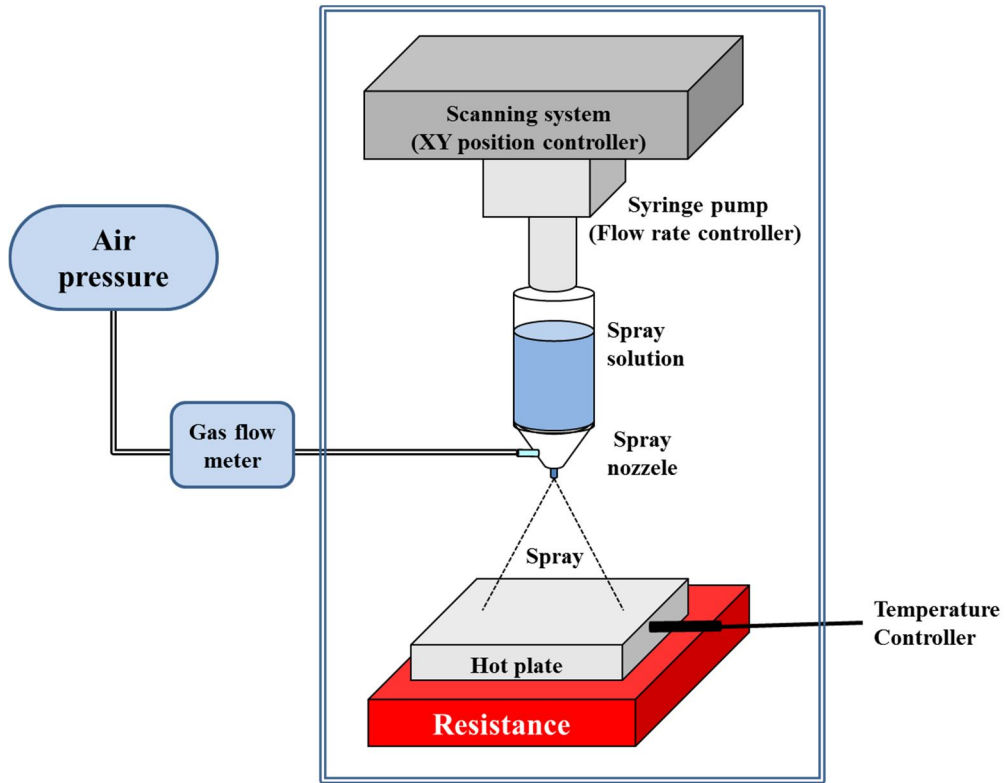 Scanning system
(XY position controller)
Syringe pump
(Flow rate controller)
Air
pressure
Spray
solution
Gas flow
meter
Spray
nozzele
Spray
Temperature
Controller
Hot plate
Resistance